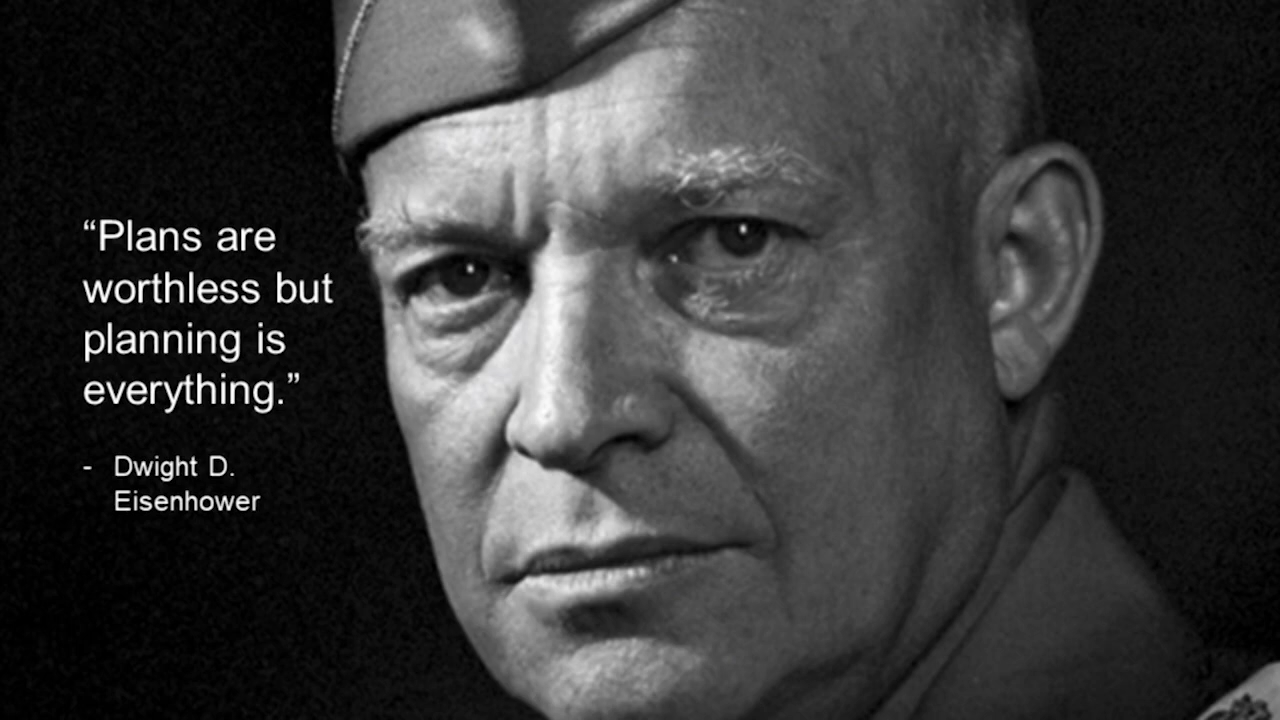 “Plans are
worthless but
planning is
everything.”
- Dwight D.
Eisenhower